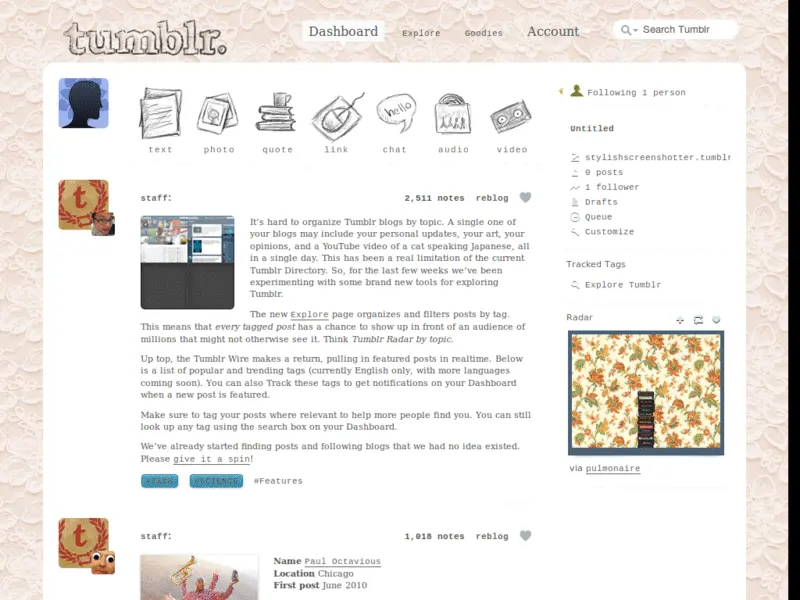 tumblr.
Dashboard Explore Goodies Account Search Tumblr
hello
text photo quote link chat audio video
staff: 2,511 notes reblog
It's hard to organize Tumblr blogs by topic. A single one
of your blogs may include your personal updates, your art, your
opinions, and a YouTube video of a cat speaking Japanese, all
in a single day. This has been a real limitation of the current
Tumblr Directory. So, for the last few weeks we've been
experimenting with some brand new tools for exploring
Tumblr.
The new Explore page organizes and filters posts by tag.
This means that every tagged post has a chance to show up in front of an audience of
millions that might not otherwise see it. Think Tumblr Radar by topic.
Up top, the Tumblr Wire makes a return, pulling in featured posts in realtime. Below
is a list of popular and trending tags (currently English only, with more languages
coming soon). You can also Track these tags to get notifications on your Dashboard
when a new post is featured.
Make sure to tag your posts where relevant to help more people find you. You can still
look up any tag using the search box on your Dashboard.
We've already started finding posts and following blogs that we had no idea existed.
Please give it a spin!
#SCIENCE #Features
staff: 1,018 notes reblog
Name Paul Octavious
Location Chicago
First post June 2010
Following 1 person
Untitled
stylishscreenshotter.tumblr
0 posts
1 follower
Drafts
Queue
Customize
Tracked Tags
Explore Tumblr
Radar
via pulmonaire